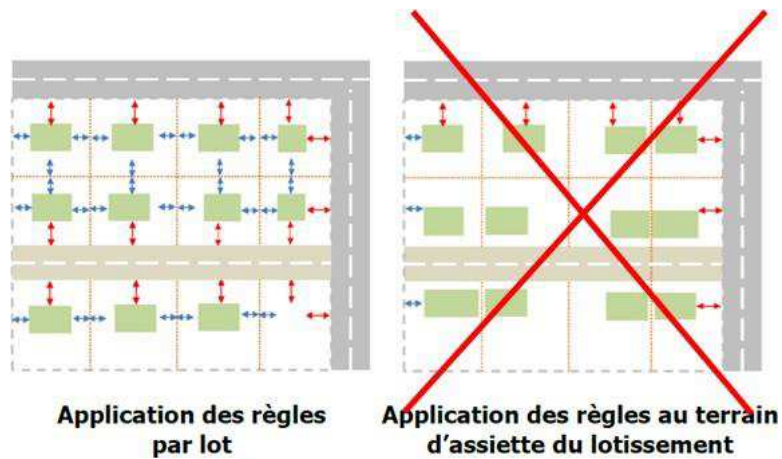 Application des règles
par lot
Application des règles au terrain
d'assiette du lotissement